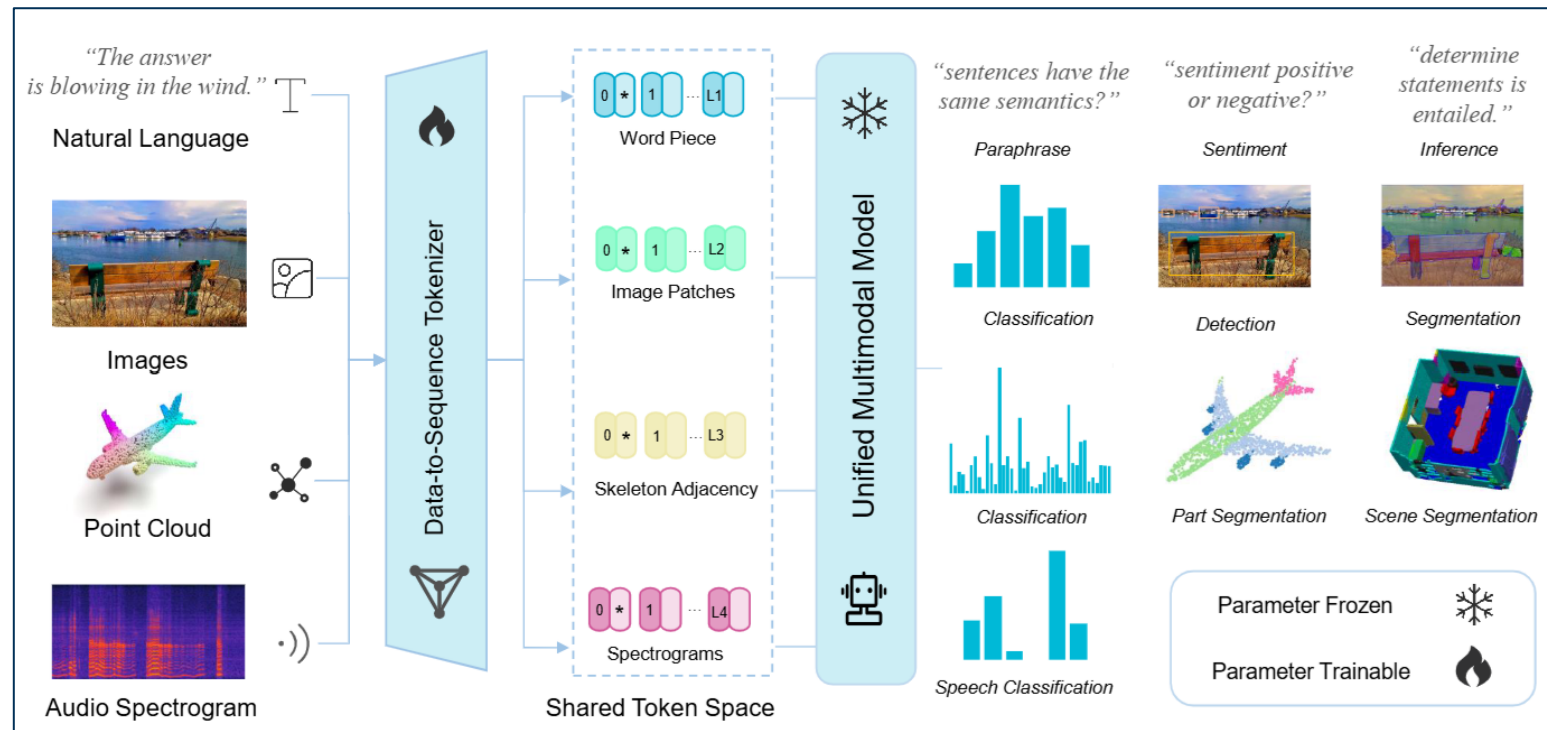 “The answer
is blowing in the wind.”
Natural Language
Images
Point Cloud
Audio Spectrogram
Data-to-Sequence Tokenizer
0 * 1 ... L1
Word Piece
0 * 1 ... L2
Image Patches
0 * 1 ... L3
Skeleton Adjacency
0 * 1 ... L4
Spectrograms
Shared Token Space
Unified Multimodal Model
“sentences have the
same semantics?”
Paraphrase
“sentiment positive
or negative?”
Sentiment
“determine
statements is
entailed.”
Inference
Classification
Detection
Segmentation
Classification
Part Segmentation
Scene Segmentation
Speech Classification
Parameter Frozen
Parameter Trainable